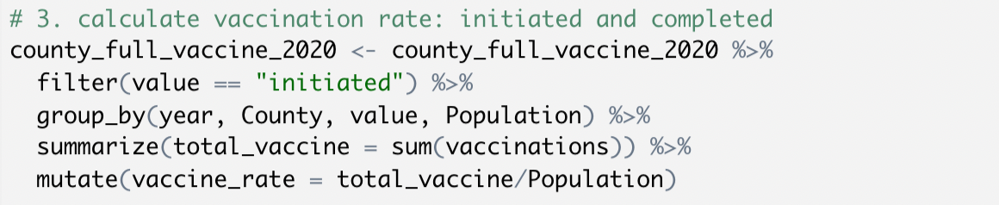 # 3. calculate vaccination rate: initiated and completed
county_full_vaccine_2020 <- county_full_vaccine_2020 %>%
  filter(value == "initiated") %>%
  group_by(year, County, value, Population) %>%
  summarize(total_vaccine = sum(vaccinations)) %>%
  mutate(vaccine_rate = total_vaccine/Population)